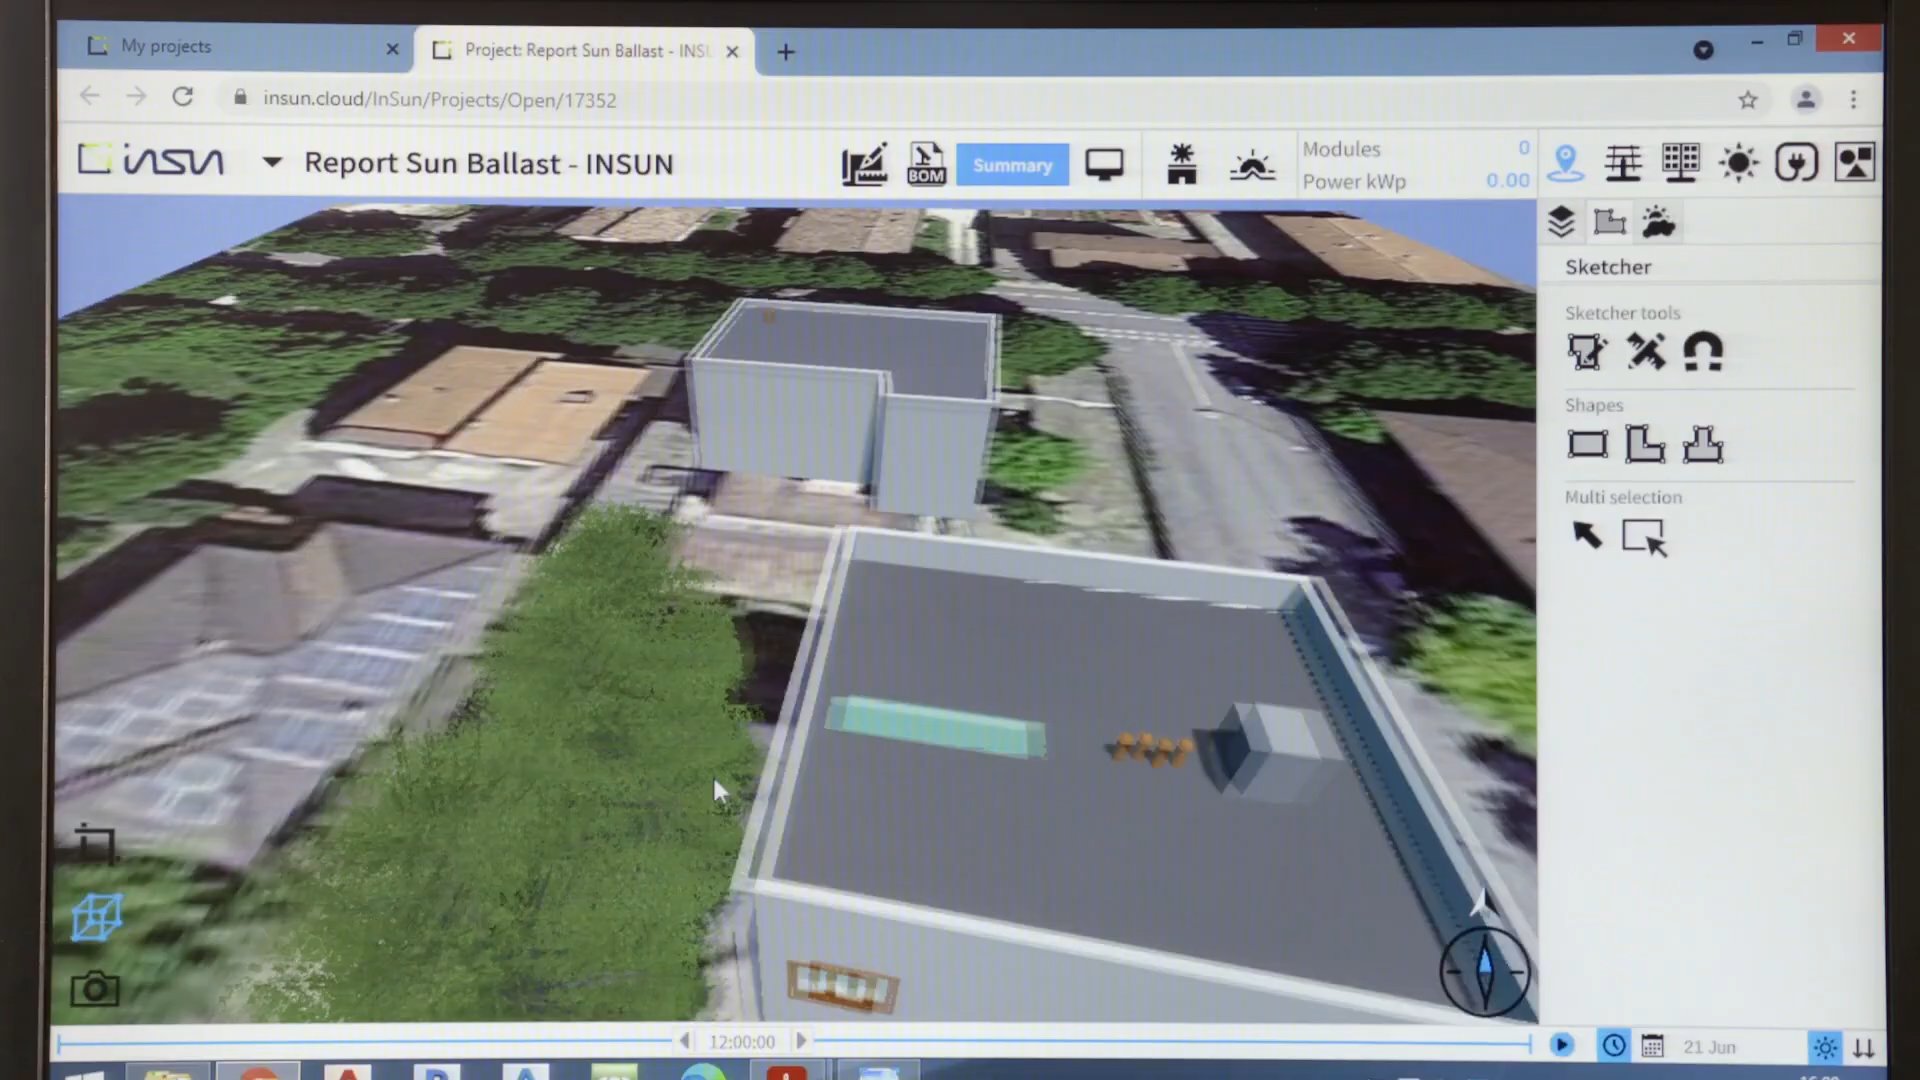 My projects
Project: Report Sun Ballast - INSU
insun.cloud/InSun/Projects/Open/17352
insun
Report Sun Ballast - INSUN
BOM
Summary
Modules 0
Power kWp 0.00
Sketcher
Sketcher tools
Shapes
Multi selection
12:00:00
21 Jun